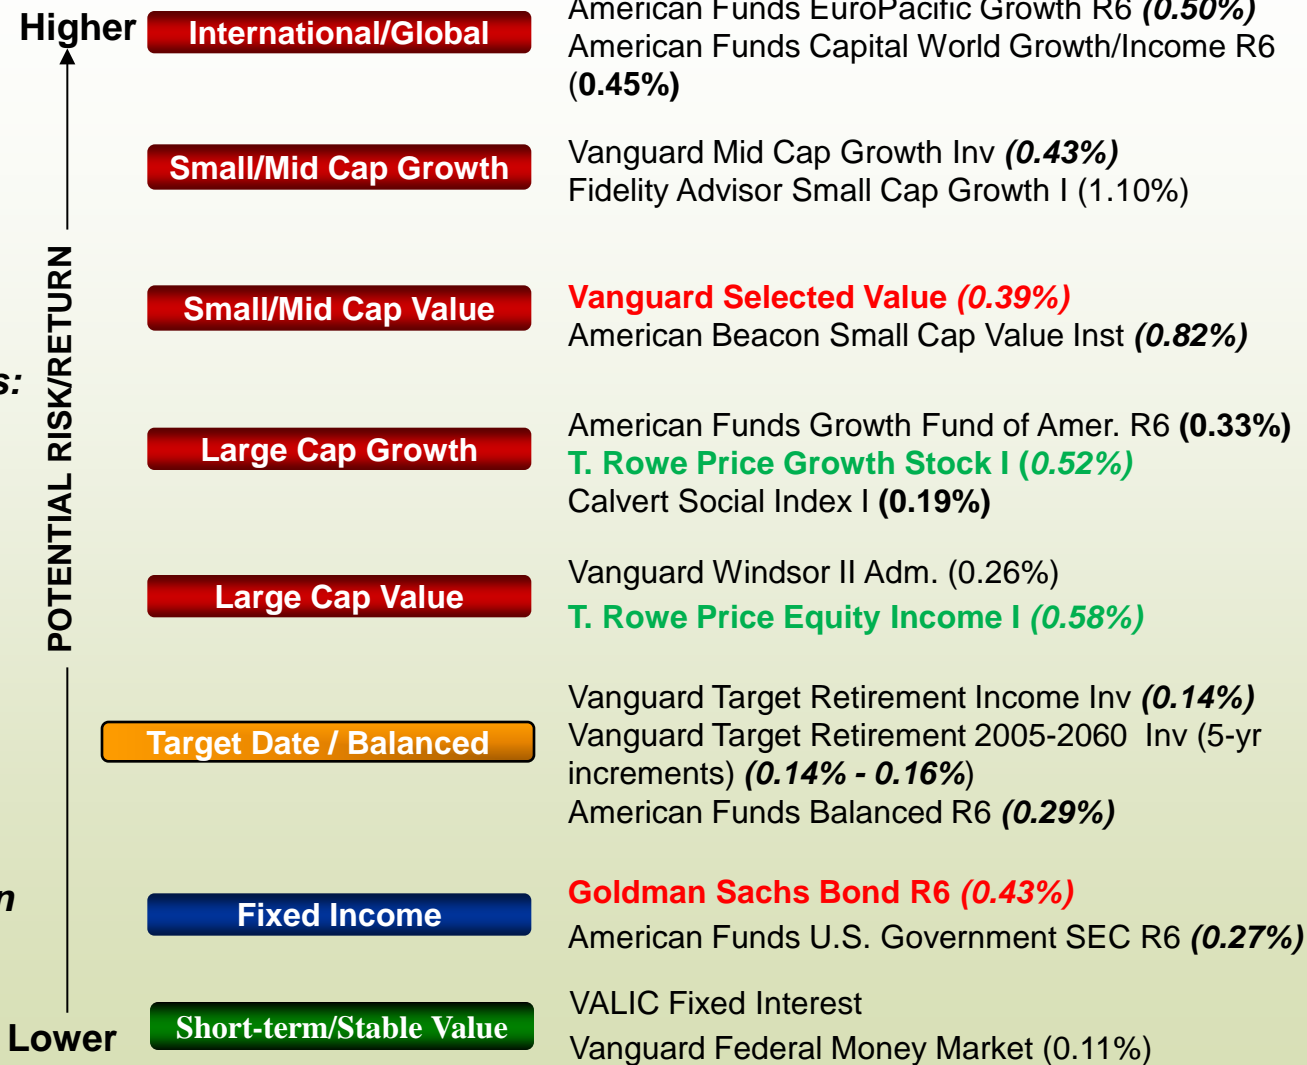 American Funds EuroPacific Growth R6 (0.50%)
Higher
International/Global
American Funds Capital World Growth/Income R6
(0.45%)
Small/Mid Cap Growth
Vanguard Mid Cap Growth Inv (0.43%)
Fidelity Advisor Small Cap Growth I (1.10%)
POTENTIAL RISK/RETURN
Small/Mid Cap Value
Vanguard Selected Value (0.39%)
American Beacon Small Cap Value Inst (0.82%)
s:
Large Cap Growth
American Funds Growth Fund of Amer. R6 (0.33%)
T. Rowe Price Growth Stock I (0.52%)
Calvert Social Index I (0.19%)
Large Cap Value
Vanguard Windsor II Adm. (0.26%)
T. Rowe Price Equity Income I (0.58%)
Target Date / Balanced
Vanguard Target Retirement Income Inv (0.14%)
Vanguard Target Retirement 2005-2060 Inv (5-yr
increments) (0.14% - 0.16%)
American Funds Balanced R6 (0.29%)
n
Fixed Income
Goldman Sachs Bond R6 (0.43%)
American Funds U.S. Government SEC R6 (0.27%)
Lower
Short-term/Stable Value
VALIC Fixed Interest
Vanguard Federal Money Market (0.11%)